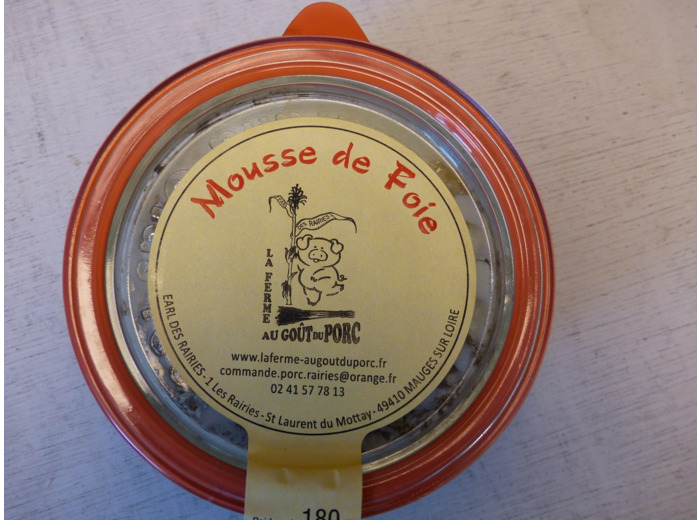 Mousse de Foie
DES RAIRIES
LA FERME
AU GOÛT DU PORC
www.laferme-augoutduporc.fr
commande.porc.rairies@orange.fr
02 41 57 78 13
EARL DES RAIRIES - 1 Les Rairies - St Laurent du Mottay - 49410 MAUGES SUR LOIRE
180